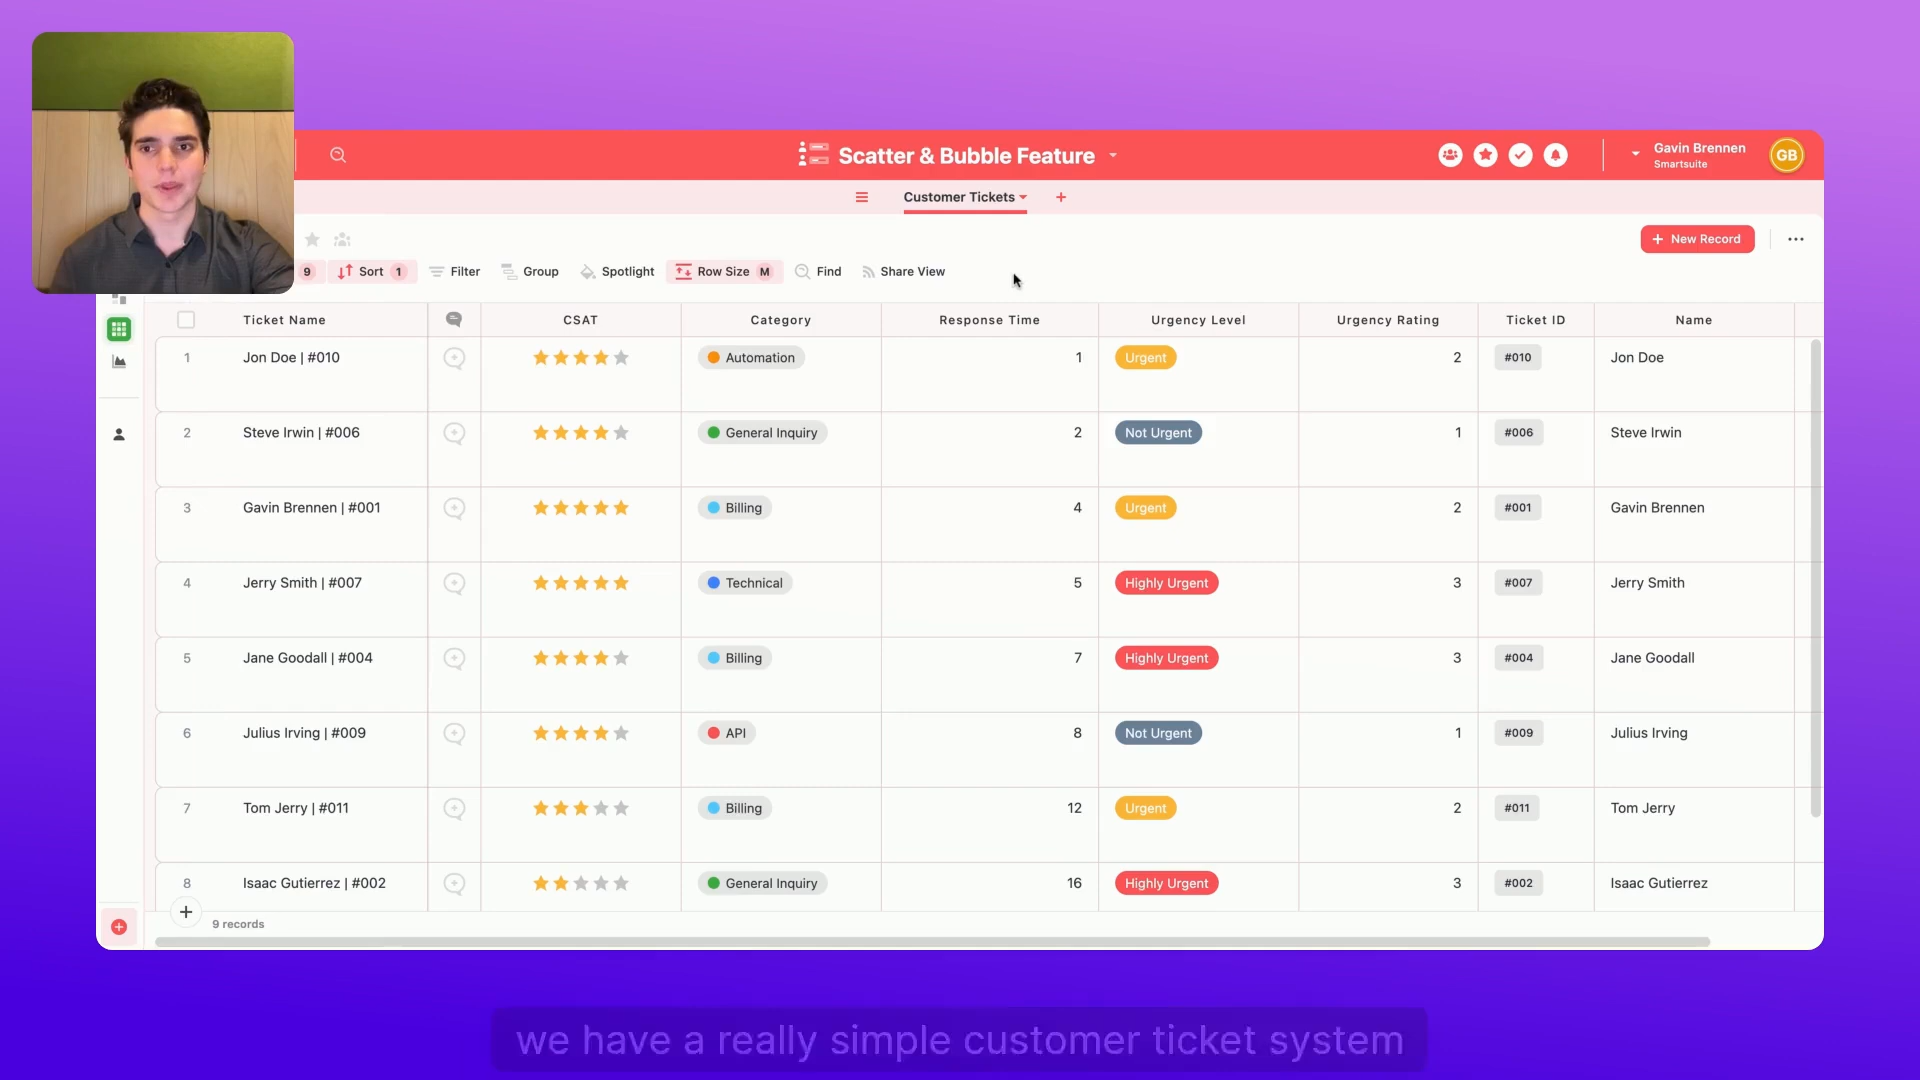 Scatter & Bubble Feature
Gavin Brennen
Smartsuite
GB
Customer Tickets
New Record
9 Sort 1 Filter Group Spotlight Row Size M Find Share View
Ticket Name CSAT Category Response Time Urgency Level Urgency Rating Ticket ID Name
1 Jon Doe | #010 Automation 1 Urgent 2 #010 Jon Doe
2 Steve Irwin | #006 General Inquiry 2 Not Urgent 1 #006 Steve Irwin
3 Gavin Brennen | #001 Billing 4 Urgent 2 #001 Gavin Brennen
4 Jerry Smith | #007 Technical 5 Highly Urgent 3 #007 Jerry Smith
5 Jane Goodall | #004 Billing 7 Highly Urgent 3 #004 Jane Goodall
6 Julius Irving | #009 API 8 Not Urgent 1 #009 Julius Irving
7 Tom Jerry | #011 Billing 12 Urgent 2 #011 Tom Jerry
8 Isaac Gutierrez | #002 General Inquiry 16 Highly Urgent 3 #002 Isaac Gutierrez
9 records
we have a really simple customer ticket system